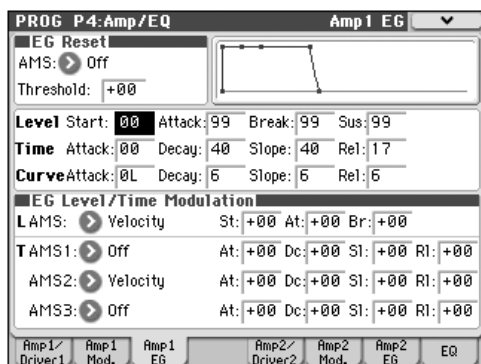 PROG P4:Amp/EQ Amp1 EG
EG Reset
AMS: Off
Threshold: +00
Level Start: 00 Attack: 99 Break: 99 Sus: 99
Time Attack: 00 Decay: 40 Slope: 40 Rel: 17
Curve Attack: 0L Decay: 6 Slope: 6 Rel: 6
EG Level/Time Modulation
L AMS: Velocity St: +00 At: +00 Br: +00
T AMS1: Off At: +00 Dc: +00 Sl: +00 Rl: +00
AMS2: Velocity At: +00 Dc: +00 Sl: +00 Rl: +00
AMS3: Off At: +00 Dc: +00 Sl: +00 Rl: +00
Amp1/ Driver1 Amp1 Mod. Amp1 EG Amp2/ Driver2 Amp2 Mod. Amp2 EG EQ